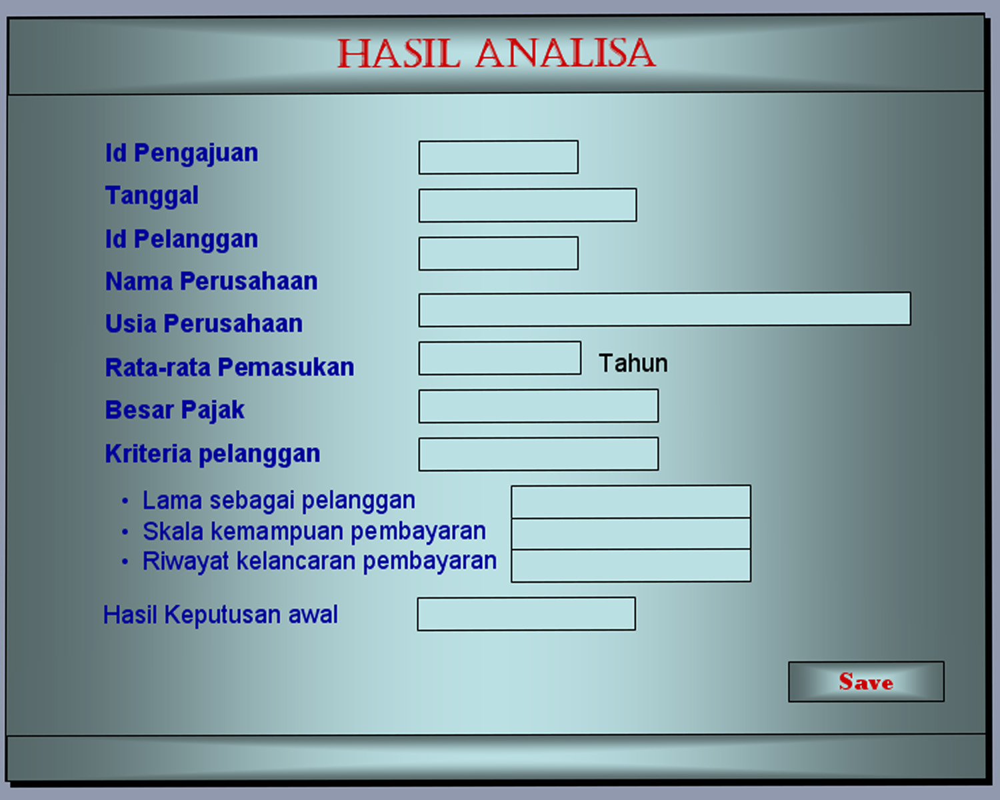 HASIL ANALISA
Id Pengajuan
Tanggal
Id Pelanggan
Nama Perusahaan
Usia Perusahaan
Rata-rata Pemasukan
Tahun
Besar Pajak
Kriteria pelanggan
• Lama sebagai pelanggan
• Skala kemampuan pembayaran
• Riwayat kelancaran pembayaran
Hasil Keputusan awal
Save